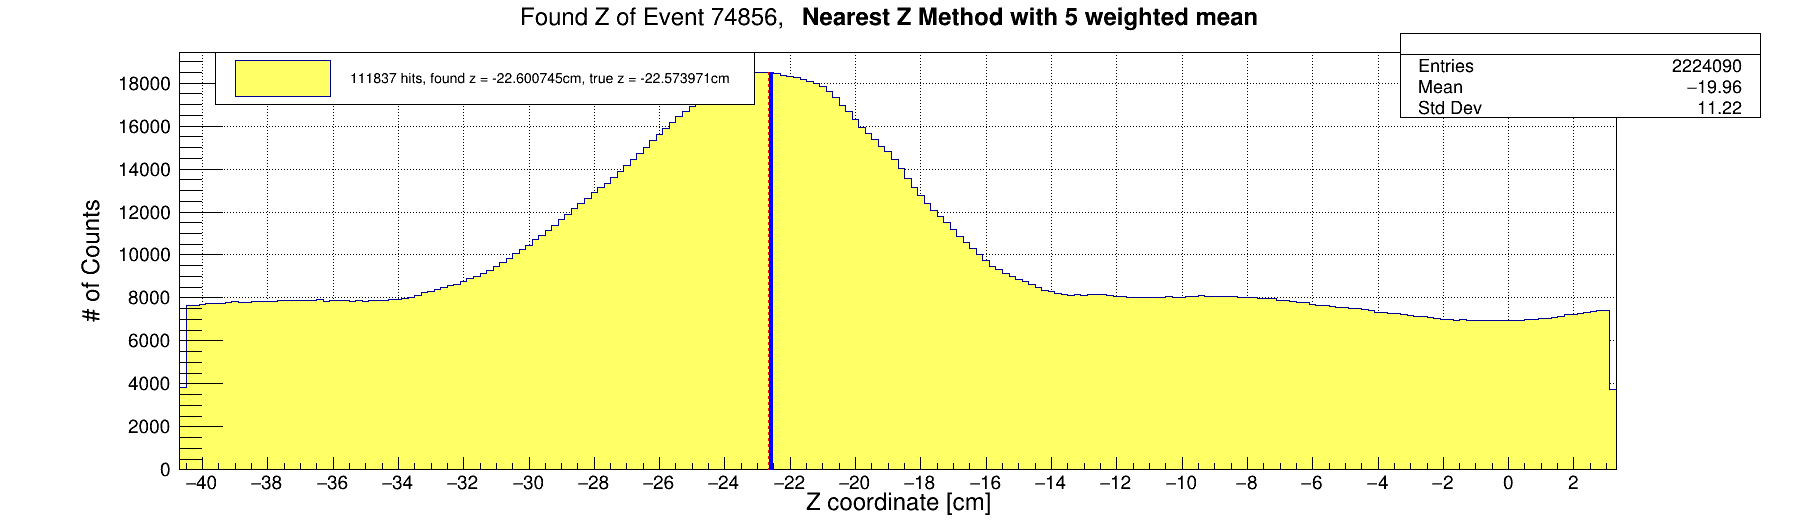 Found Z of Event 74856, Nearest Z Method with 5 weighted mean
111837 hits, found z = -22.600745cm, true z = -22.573971cm
Entries 2224090
Mean −19.96
Std Dev 11.22
# of Counts
18000
16000
14000
12000
10000
8000
6000
4000
2000
0
−40 −38 −36 −34 −32 −30 −28 −26 −24 −22 −20 −18 −16 −14 −12 −10 −8 −6 −4 −2 0 2
Z coordinate [cm]